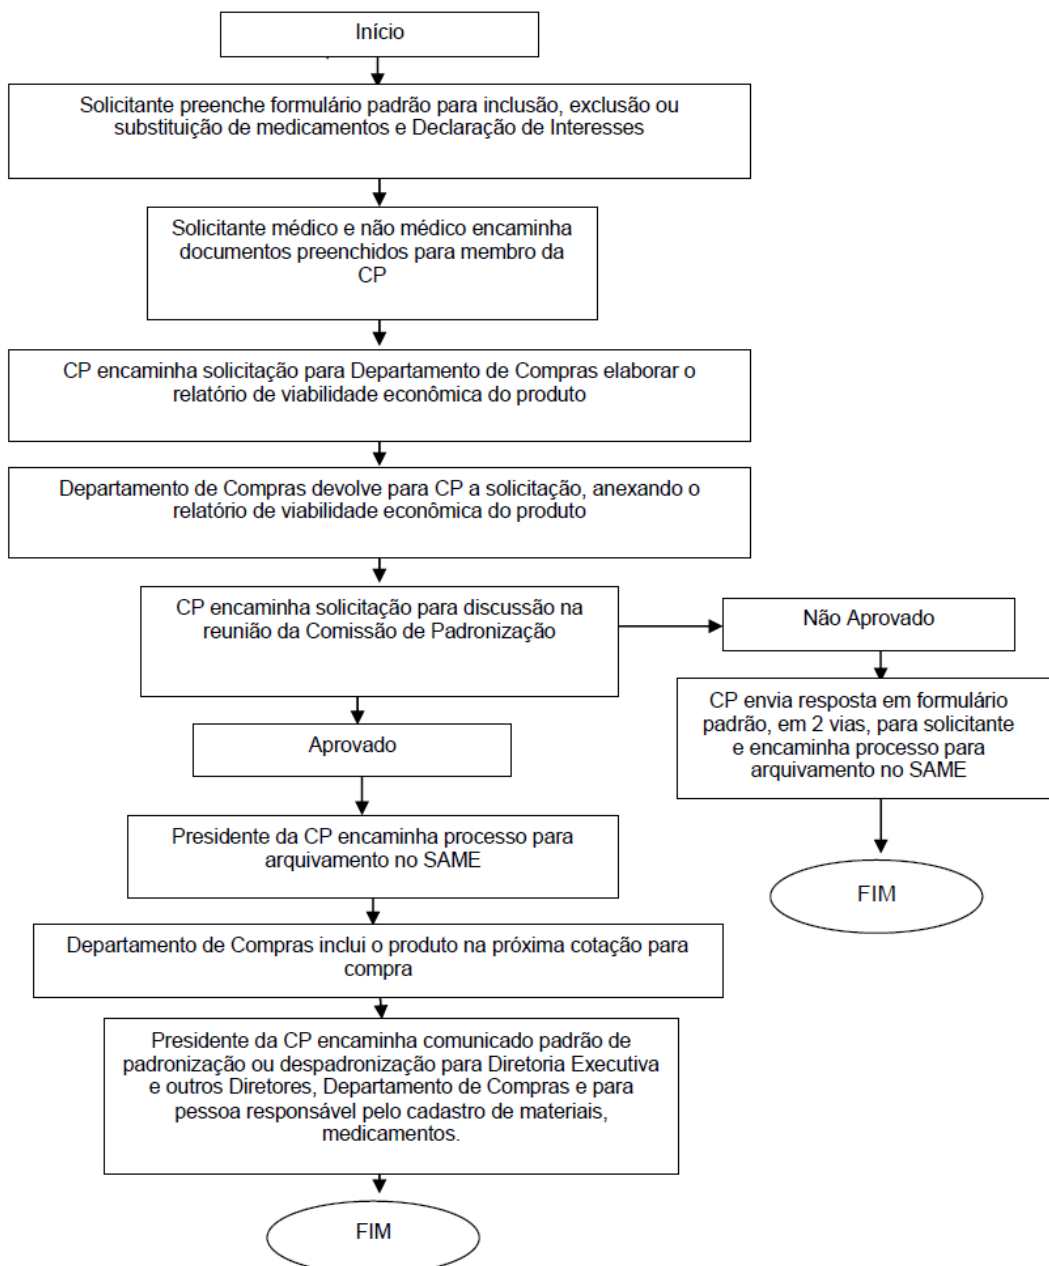 Início
Solicitante preenche formulário padrão para inclusão, exclusão ou
substituição de medicamentos e Declaração de Interesses
Solicitante médico e não médico encaminha
documentos preenchidos para membro da
CP
CP encaminha solicitação para Departamento de Compras elaborar o
relatório de viabilidade econômica do produto
Departamento de Compras devolve para CP a solicitação, anexando o
relatório de viabilidade econômica do produto
CP encaminha solicitação para discussão na
reunião da Comissão de Padronização
Não Aprovado
CP envia resposta em formulário
padrão, em 2 vias, para solicitante
e encaminha processo para
arquivamento no SAME
FIM
Aprovado
Presidente da CP encaminha processo para
arquivamento no SAME
Departamento de Compras inclui o produto na próxima cotação para
compra
Presidente da CP encaminha comunicado padrão de
padronização ou despadronização para Diretoria Executiva
e outros Diretores, Departamento de Compras e para
pessoa responsável pelo cadastro de materiais,
medicamentos.
FIM